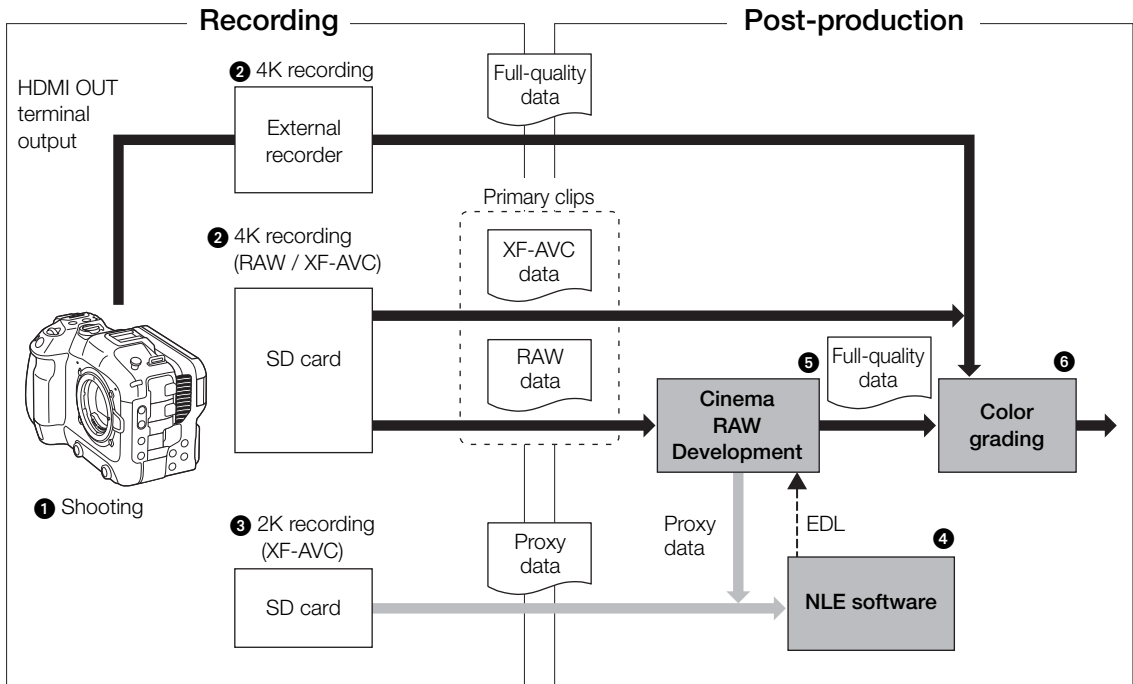 Recording
Post-production
HDMI OUT
terminal
output
❷ 4K recording
External
recorder
Full-quality
data
Primary clips
❷ 4K recording
(RAW / XF-AVC)
SD card
XF-AVC
data
RAW
data
❶ Shooting
❺
Cinema
RAW
Development
Full-quality
data
❻
Color
grading
❸ 2K recording
(XF-AVC)
SD card
Proxy
data
Proxy
data
EDL
❹
NLE software